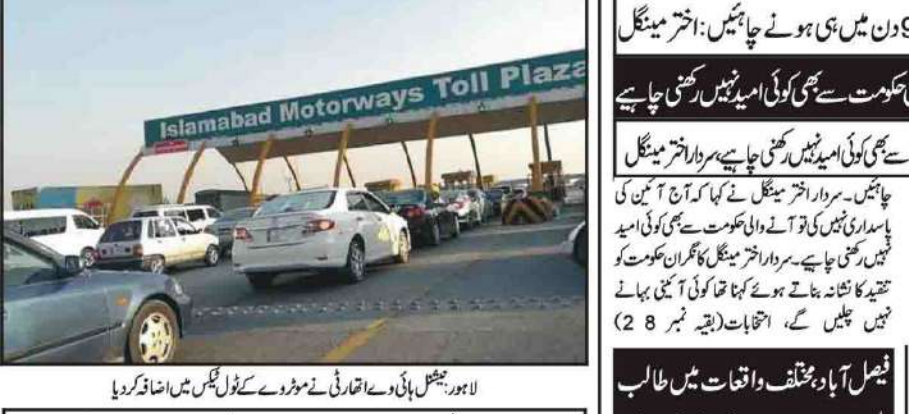 9 دن میں ہی ہونے چاہئیں: اختر مینگل
حکومت سے بھی کوئی امید نہیں رکھنی چاہیے
سے بھی کوئی امید نہیں رکھنی چاہیے، سردار اختر مینگل
چاہئیں۔ سردار اختر مینگل نے کہا کہ آج آئین کی
پاسداری نہیں کی تو آنے والی حکومت سے بھی کوئی امید
نہیں رکھنی چاہیے۔ سردار اختر مینگل کا نگران حکومت کو
تنقید کا نشانہ بناتے ہوئے کہنا تھا کوئی آئینی بہانے
نہیں چلیں گے، انتخابات (بقیہ نمبر 28)
فیصل آباد، مختلف واقعات میں طالب
Islamabad Motorways Toll Plaza
لاہور: نیشنل ہائی وے اتھارٹی نے موٹروے کے ٹول ٹیکس میں اضافہ کر دیا